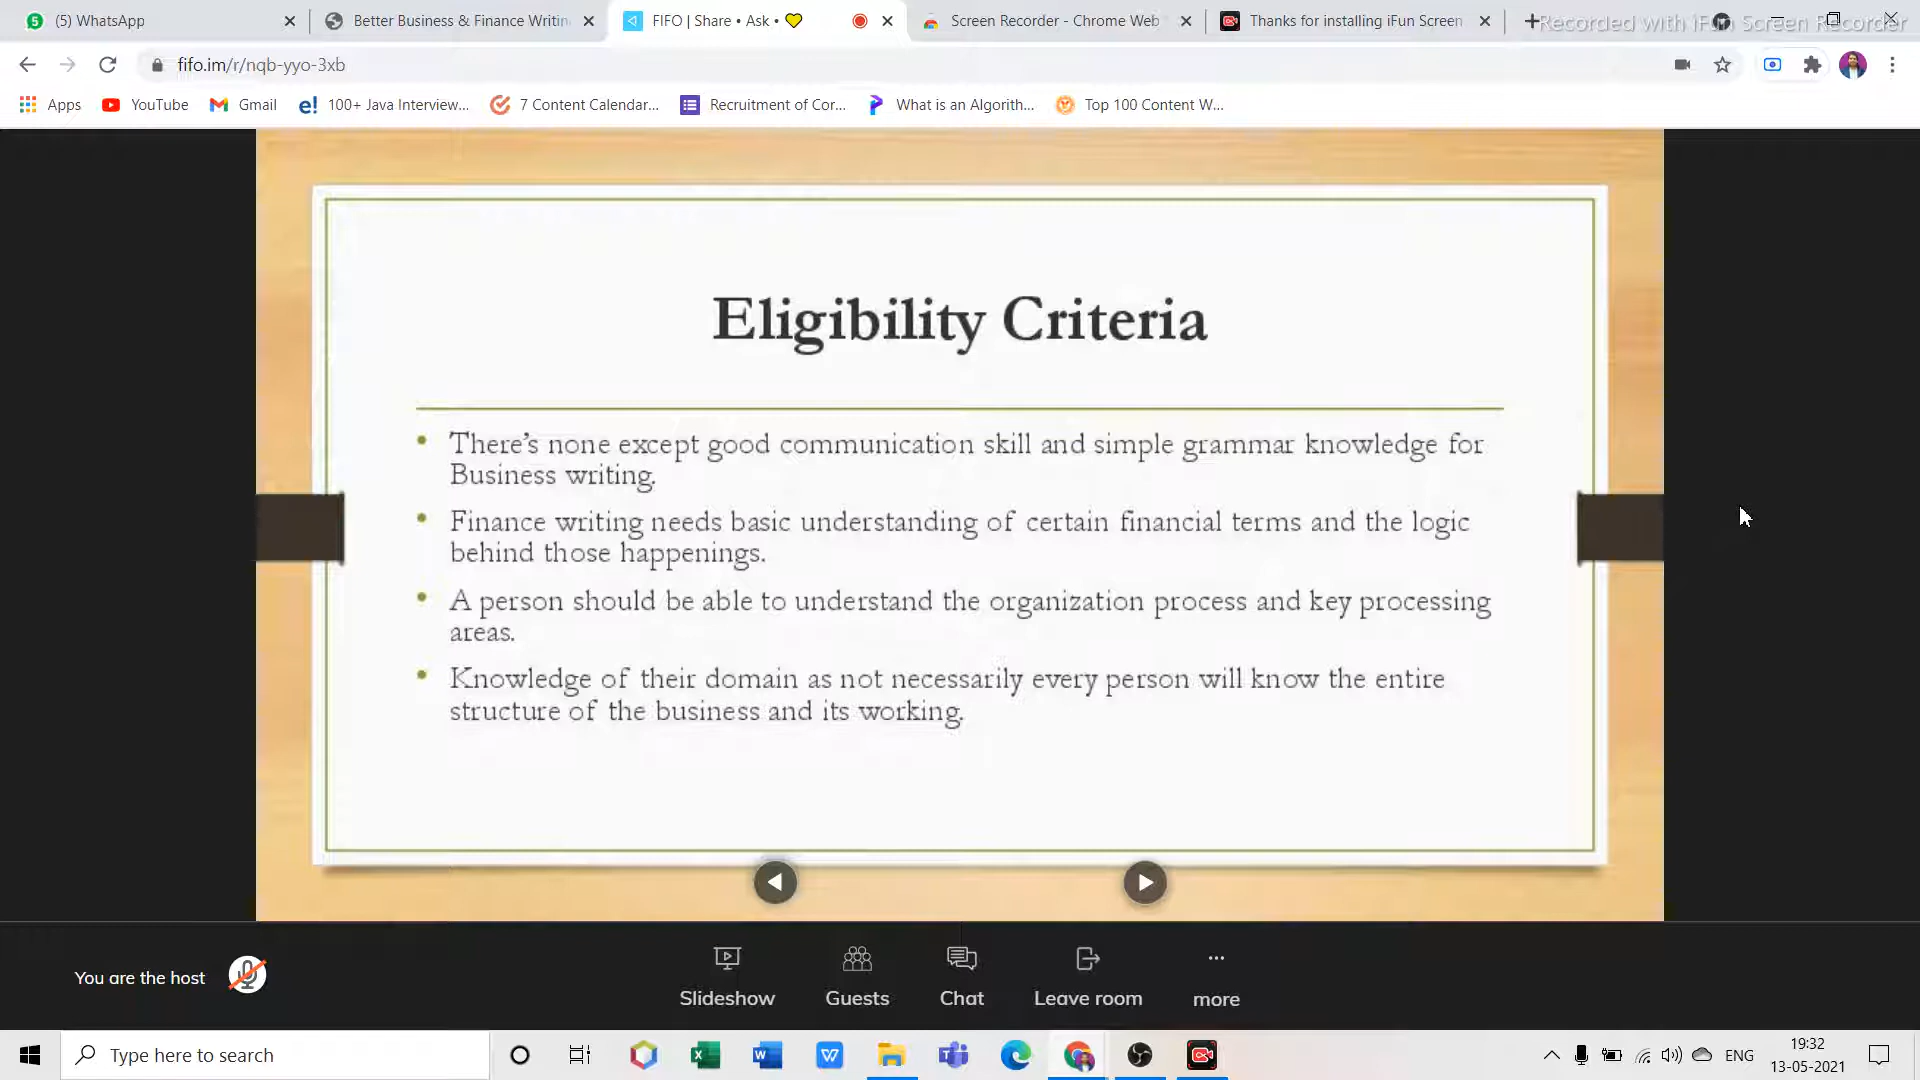 5
(5) WhatsApp
Better Business & Finance Writin
FIFO | Share • Ask •
Screen Recorder - Chrome Web
Thanks for installing iFun Screen
Recorded with iFun Screen Recorder
fifo.im/r/nqb-yyo-3xb
Apps
YouTube
Gmail
e! 100+ Java Interview...
7 Content Calendar...
Recruitment of Cor...
What is an Algorith...
Top 100 Content W...
Eligibility Criteria
• There's none except good communication skill and simple grammar knowledge for
Business writing.
• Finance writing needs basic understanding of certain financial terms and the logic
behind those happenings.
• A person should be able to understand the organization process and key processing
areas.
• Knowledge of their domain as not necessarily every person will know the entire
structure of the business and its working.
You are the host
Slideshow
Guests
Chat
Leave room
more
Type here to search
ENG
19:32
13-05-2021